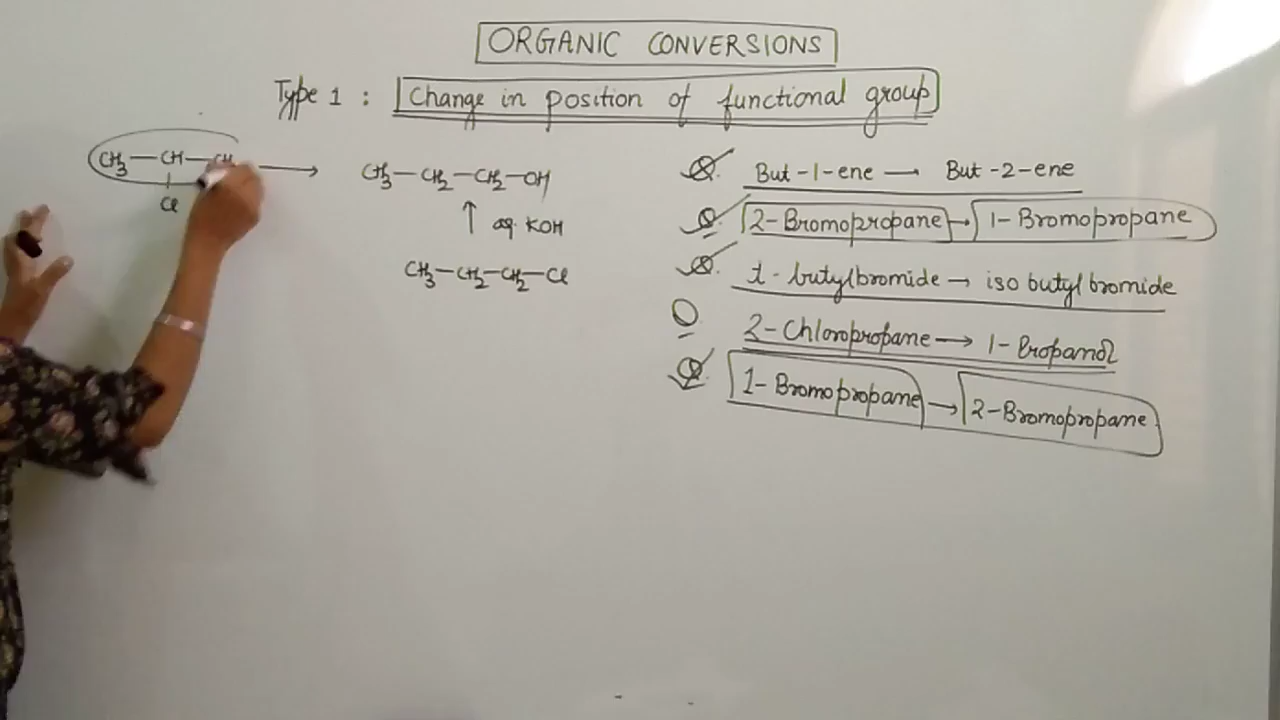 ORGANIC CONVERSIONS
Type 1 : Change in position of functional group
CH3 — CH — CH
Cl
CH3 — CH2 — CH2 — OH
↑ aq. KOH
CH3 — CH2 — CH2 — Cl
But -1-ene → But -2-ene
2-Bromopropane → 1-Bromopropane
t - butylbromide → iso butyl bromide
2-Chloropropane → 1-Propanol
1-Bromopropane → 2-Bromopropane